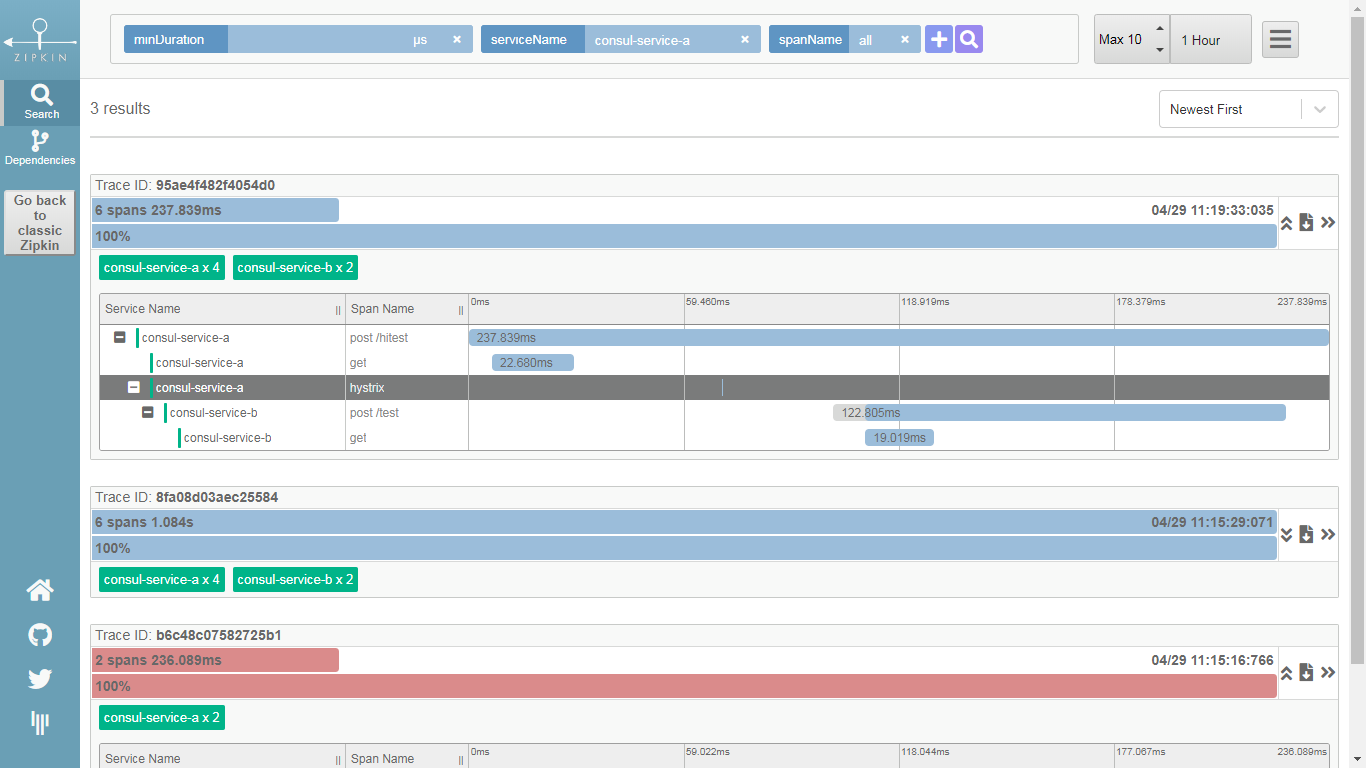 minDuration μs × serviceName consul-service-a × spanName all ×
Max 10 1 Hour
ZIPKIN
Search
Dependencies
Go back
to
classic
Zipkin
3 results
Newest First
Trace ID: 95ae4f482f4054d0
6 spans 237.839ms 04/29 11:19:33:035
100%
consul-service-a x 4 consul-service-b x 2
Service Name Span Name 0ms 59.460ms 118.919ms 178.379ms 237.839ms
consul-service-a post /hitest 237.839ms
consul-service-a get 22.680ms
consul-service-a hystrix
consul-service-b post /test 122.805ms
consul-service-b get 19.019ms
Trace ID: 8fa08d03aec25584
6 spans 1.084s 04/29 11:15:29:071
100%
consul-service-a x 4 consul-service-b x 2
Trace ID: b6c48c07582725b1
2 spans 236.089ms 04/29 11:15:16:766
100%
consul-service-a x 2
Service Name Span Name 0ms 59.022ms 118.044ms 177.067ms 236.089ms